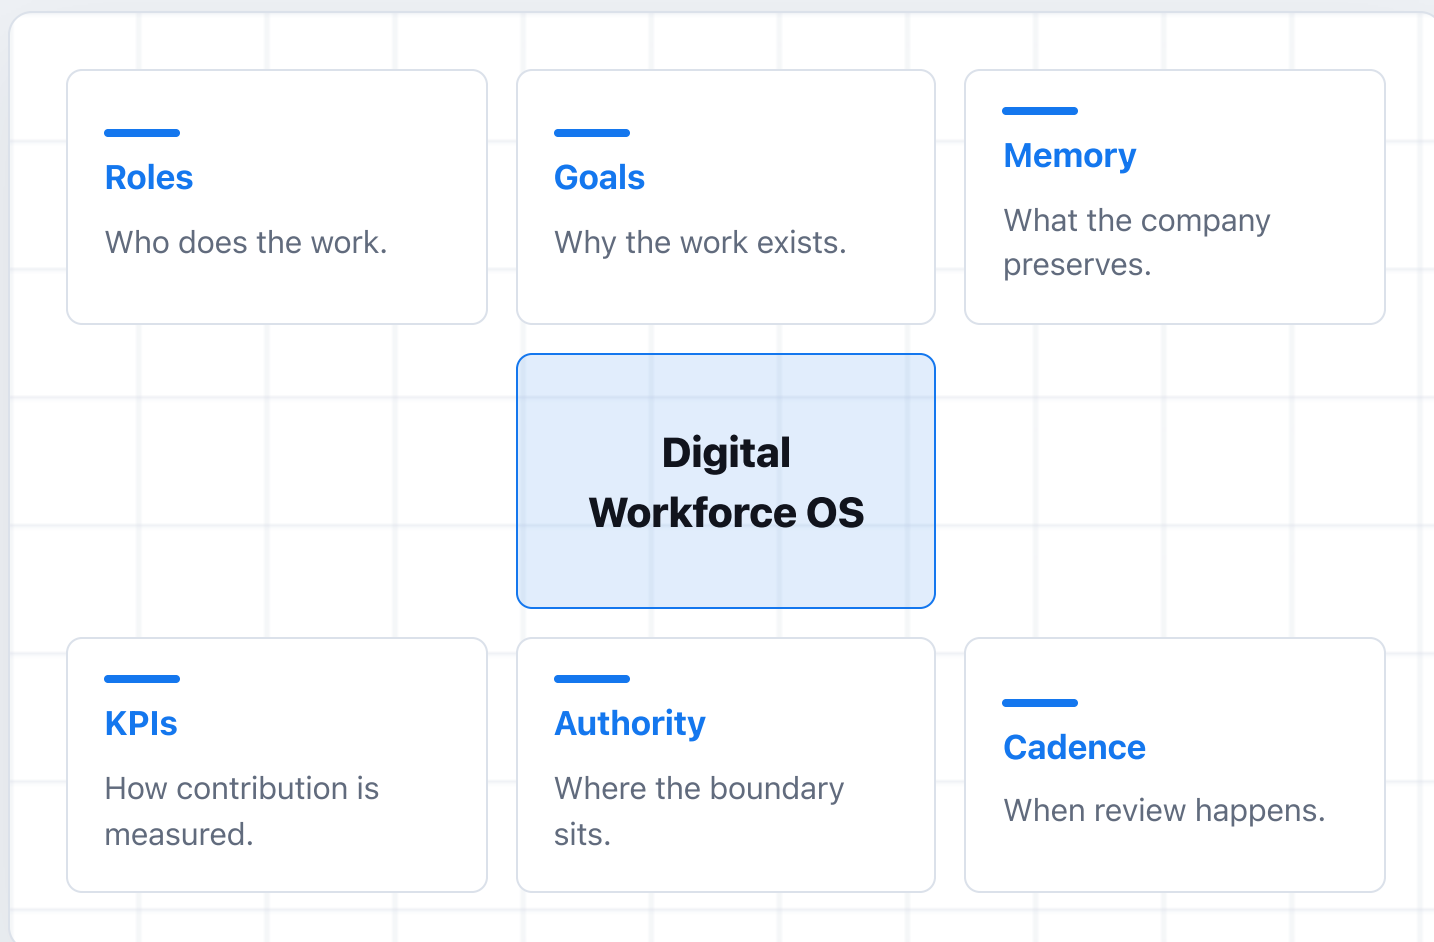 Roles
Who does the work.
Goals
Why the work exists.
Memory
What the company
preserves.
Digital
Workforce OS
KPIs
How contribution is
measured.
Authority
Where the boundary
sits.
Cadence
When review happens.